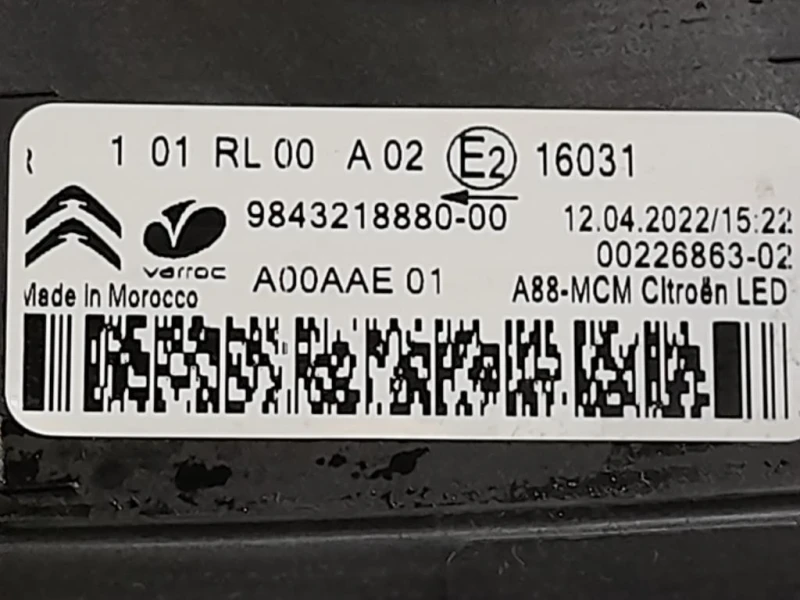 1 01 RL 00 A 02 E2 16031
9843218880-00 12.04.2022/15:22
varroc 00226863-02
Made In Morocco A00AAE 01 A88-MCM Citroën LED